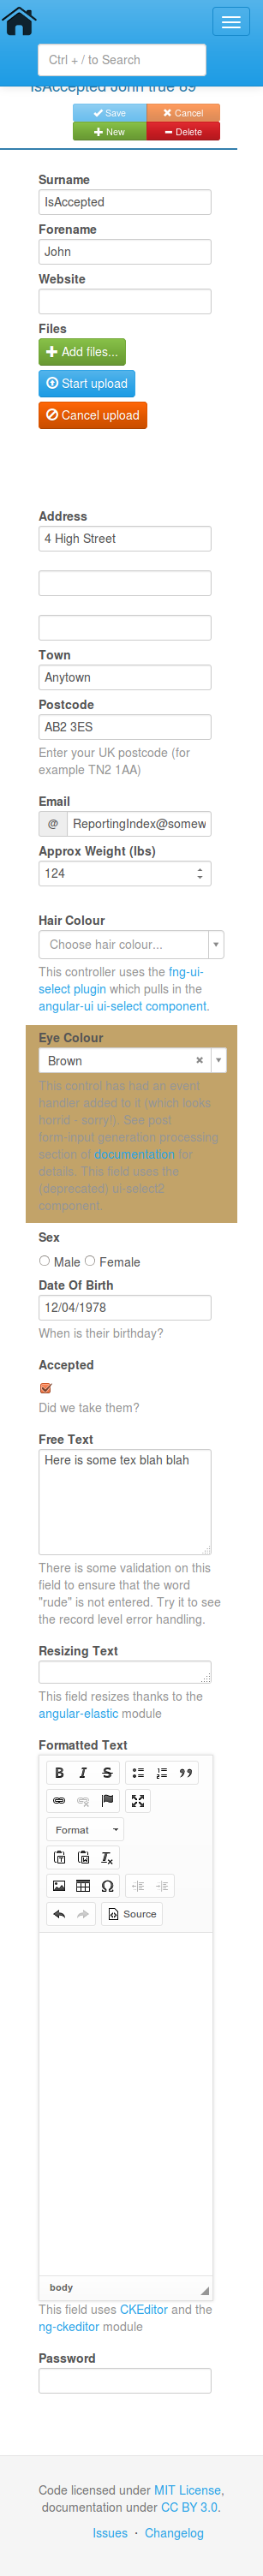 Ctrl + / to Search
IsAccepted John true 89
Save Cancel
New Delete
Surname
IsAccepted
Forename
John
Website
Files
Add files...
Start upload
Cancel upload
Address
4 High Street
Town
Anytown
Postcode
AB2 3ES
Enter your UK postcode (for
example TN2 1AA)
Email
@ ReportingIndex@somew
Approx Weight (lbs)
124
Hair Colour
Choose hair colour...
This controller uses the fng-ui-
select plugin which pulls in the
angular-ui ui-select component.
Eye Colour
Brown
This control has had an event
handler added to it (which looks
horrid - sorry!). See post
form-input generation processing
section of documentation for
details. This field uses the
(deprecated) ui-select2
component.
Sex
Male Female
Date Of Birth
12/04/1978
When is their birthday?
Accepted
Did we take them?
Free Text
Here is some tex blah blah
There is some validation on this
field to ensure that the word
"rude" is not entered. Try it to see
the record level error handling.
Resizing Text
This field resizes thanks to the
angular-elastic module
Formatted Text
B I S
Format
Source
body
This field uses CKEditor and the
ng-ckeditor module
Password
Code licensed under MIT License,
documentation under CC BY 3.0.
Issues · Changelog